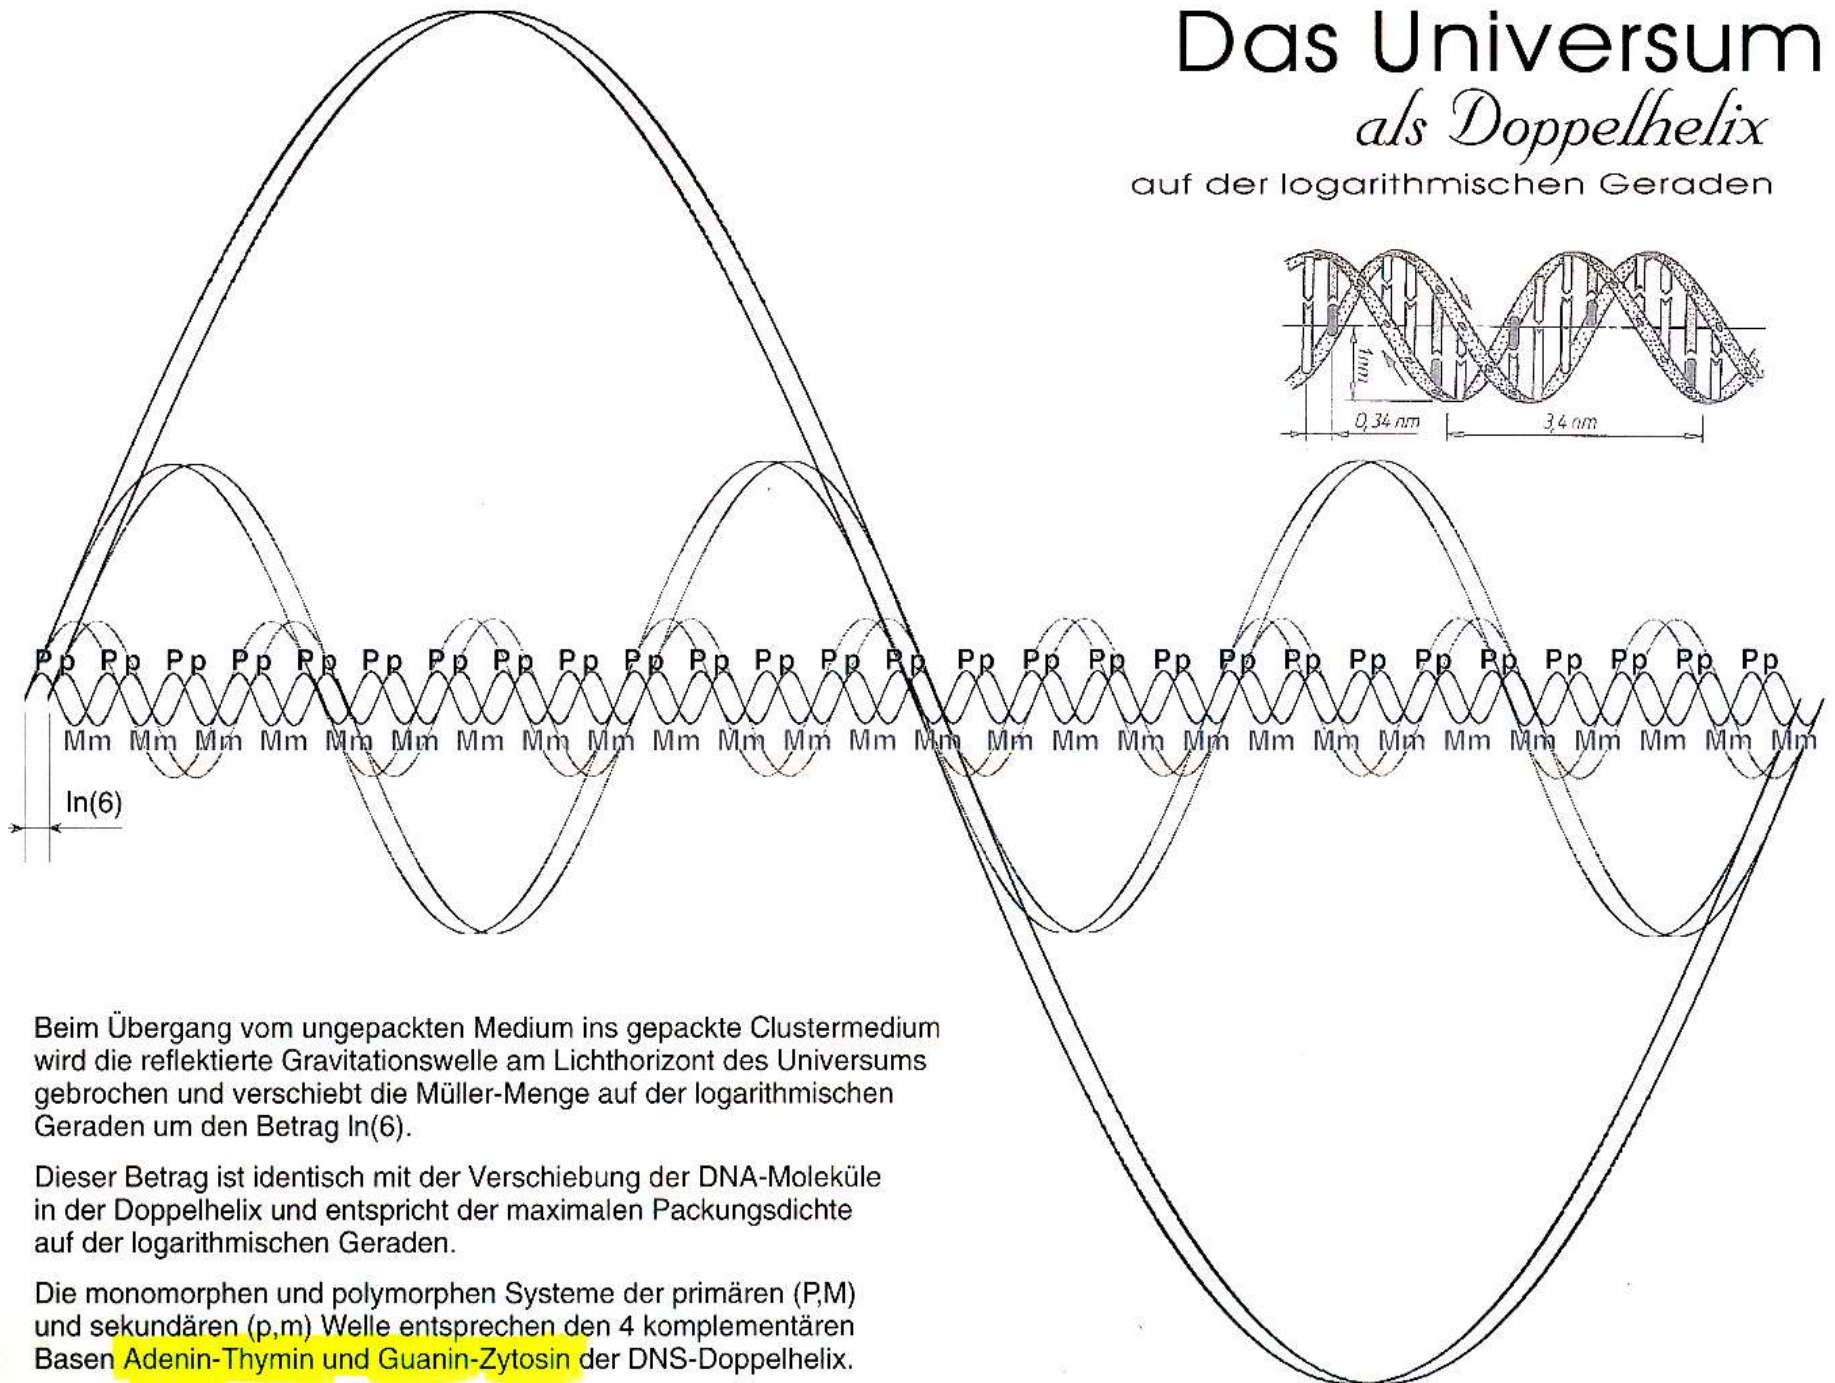 Das Universum
als Doppelhelix
auf der logarithmischen Geraden
1nm
0,34 nm
3,4 nm
Pp Pp Pp Pp Pp Pp Pp Pp Pp Pp Pp Pp Pp Pp Pp Pp Pp Pp Pp Pp Pp Pp Pp Pp Pp Pp Pp
Mm Mm Mm Mm Mm Mm Mm Mm Mm Mm Mm Mm Mm Mm Mm Mm Mm Mm Mm Mm Mm Mm Mm Mm Mm Mm Mm
ln(6)
Beim Übergang vom ungepackten Medium ins gepackte Clustermedium
wird die reflektierte Gravitationswelle am Lichthorizont des Universums
gebrochen und verschiebt die Müller-Menge auf der logarithmischen
Geraden um den Betrag ln(6).
Dieser Betrag ist identisch mit der Verschiebung der DNA-Moleküle
in der Doppelhelix und entspricht der maximalen Packungsdichte
auf der logarithmischen Geraden.
Die monomorphen und polymorphen Systeme der primären (P,M)
und sekundären (p,m) Welle entsprechen den 4 komplementären
Basen Adenin-Thymin und Guanin-Zytosin der DNS-Doppelhelix.